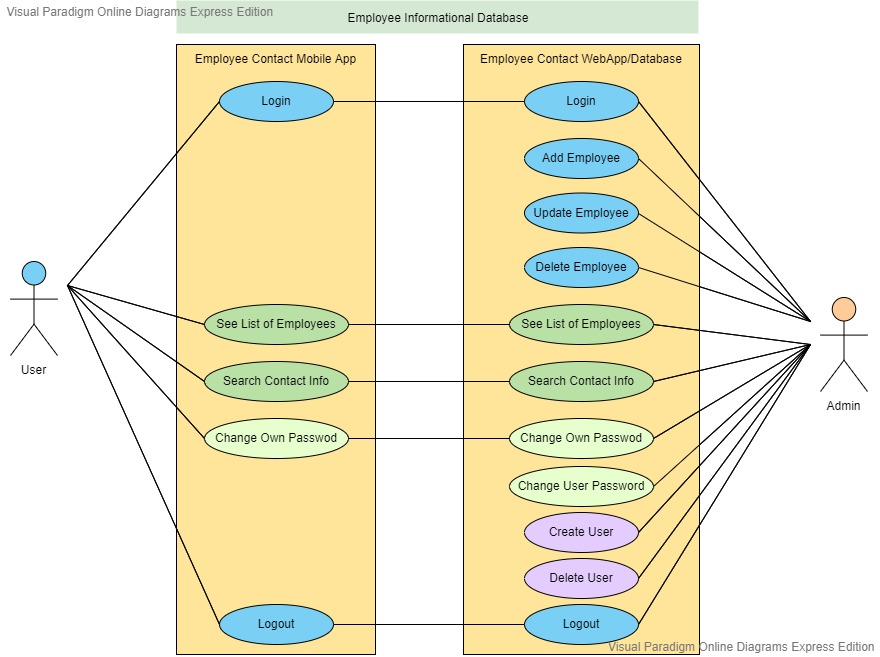 Visual Paradigm Online Diagrams Express Edition
Employee Informational Database
Employee Contact Mobile App
Employee Contact WebApp/Database
Login
Login
Add Employee
Update Employee
Delete Employee
See List of Employees
See List of Employees
Search Contact Info
Search Contact Info
Change Own Passwod
Change Own Passwod
Change User Password
Create User
Delete User
Logout
Logout
User
Admin
Visual Paradigm Online Diagrams Express Edition